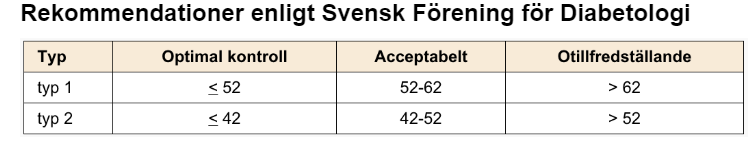 Rekommendationer enligt Svensk Förening för Diabetologi
Typ Optimal kontroll Acceptabelt Otillfredställande
typ 1 ≤ 52 52-62 > 62
typ 2 ≤ 42 42-52 > 52